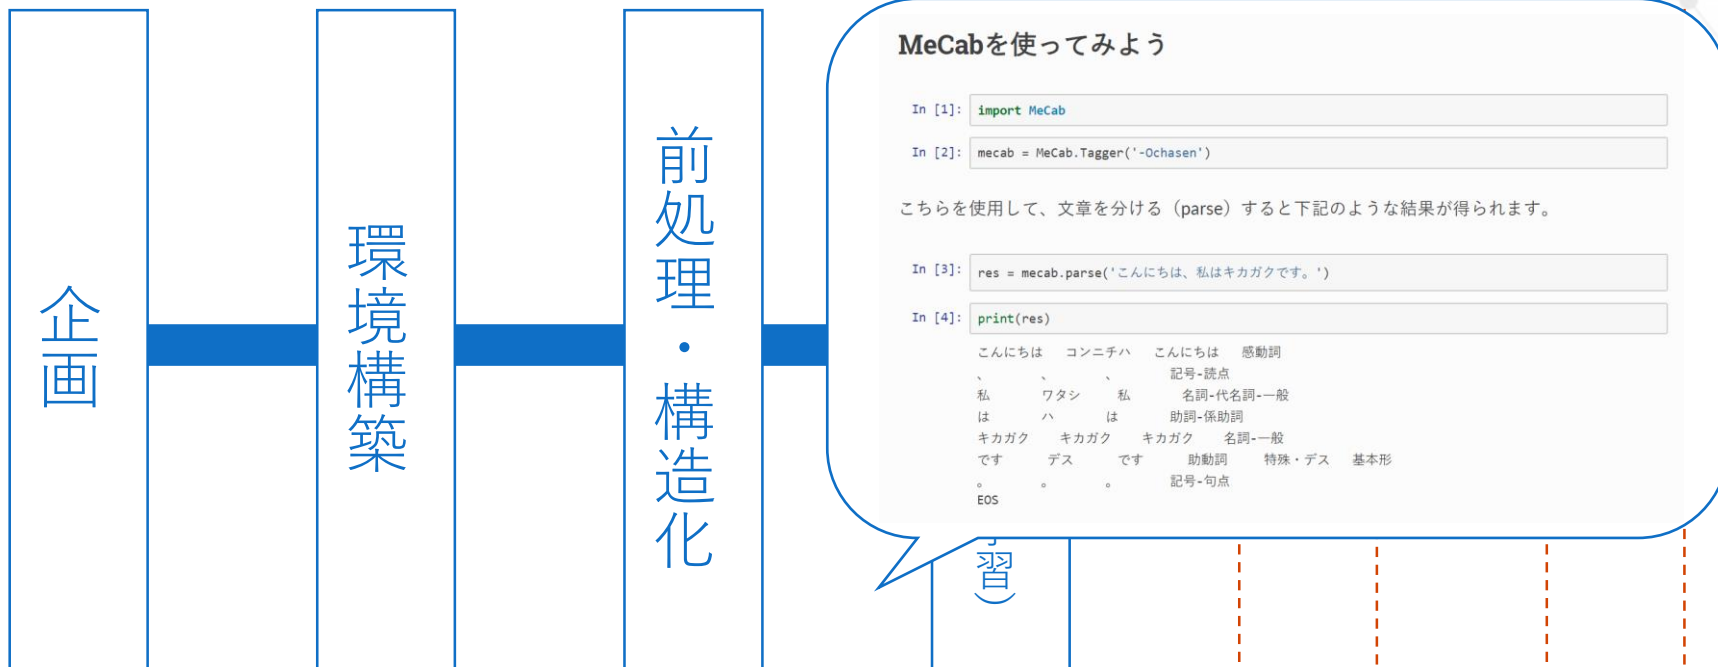 企画
環境構築
前処理・構造化
MeCabを使ってみよう
In [1]: import MeCab
In [2]: mecab = MeCab.Tagger('-Ochasen')
こちらを使用して、文章を分ける（parse）すると下記のような結果が得られます。
In [3]: res = mecab.parse('こんにちは、私はキカガクです。')
In [4]: print(res)
こんにちは コンニチハ こんにちは 感動詞
、 、 、 記号-読点
私 ワタシ 私 名詞-代名詞-一般
は ハ は 助詞-係助詞
キカガク キカガク キカガク 名詞-一般
です デス です 助動詞 特殊・デス 基本形
。 。 。 記号-句点
EOS
習）